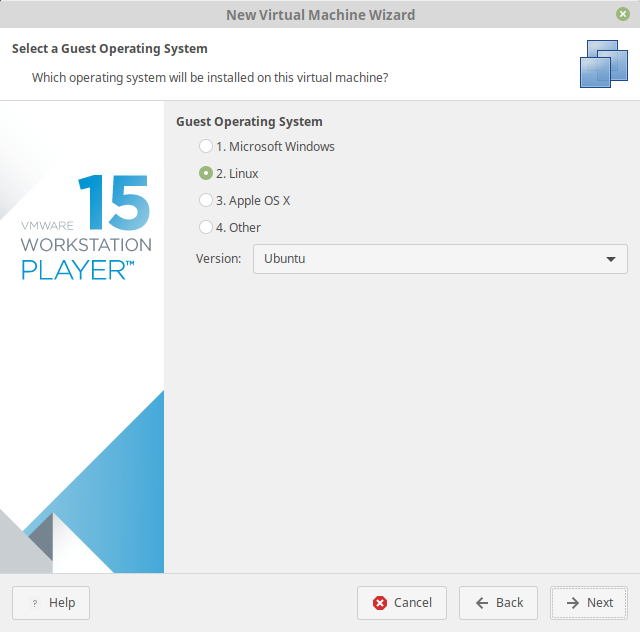 New Virtual Machine Wizard
Select a Guest Operating System
Which operating system will be installed on this virtual machine?
VMWARE 15
WORKSTATION
PLAYER™
Guest Operating System
1. Microsoft Windows
2. Linux
3. Apple OS X
4. Other
Version: Ubuntu
? Help
Cancel
Back
Next